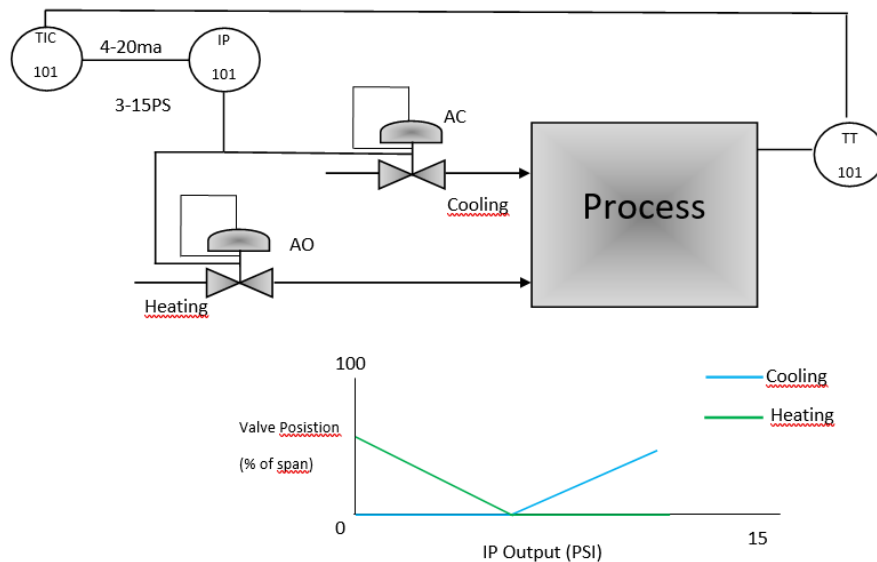 TIC
101
4-20ma
IP
101
3-15PS
AC
TT
101
Cooling
Process
AO
Heating
100
Cooling
Heating
Valve Posistion
(% of span)
0
15
IP Output (PSI)